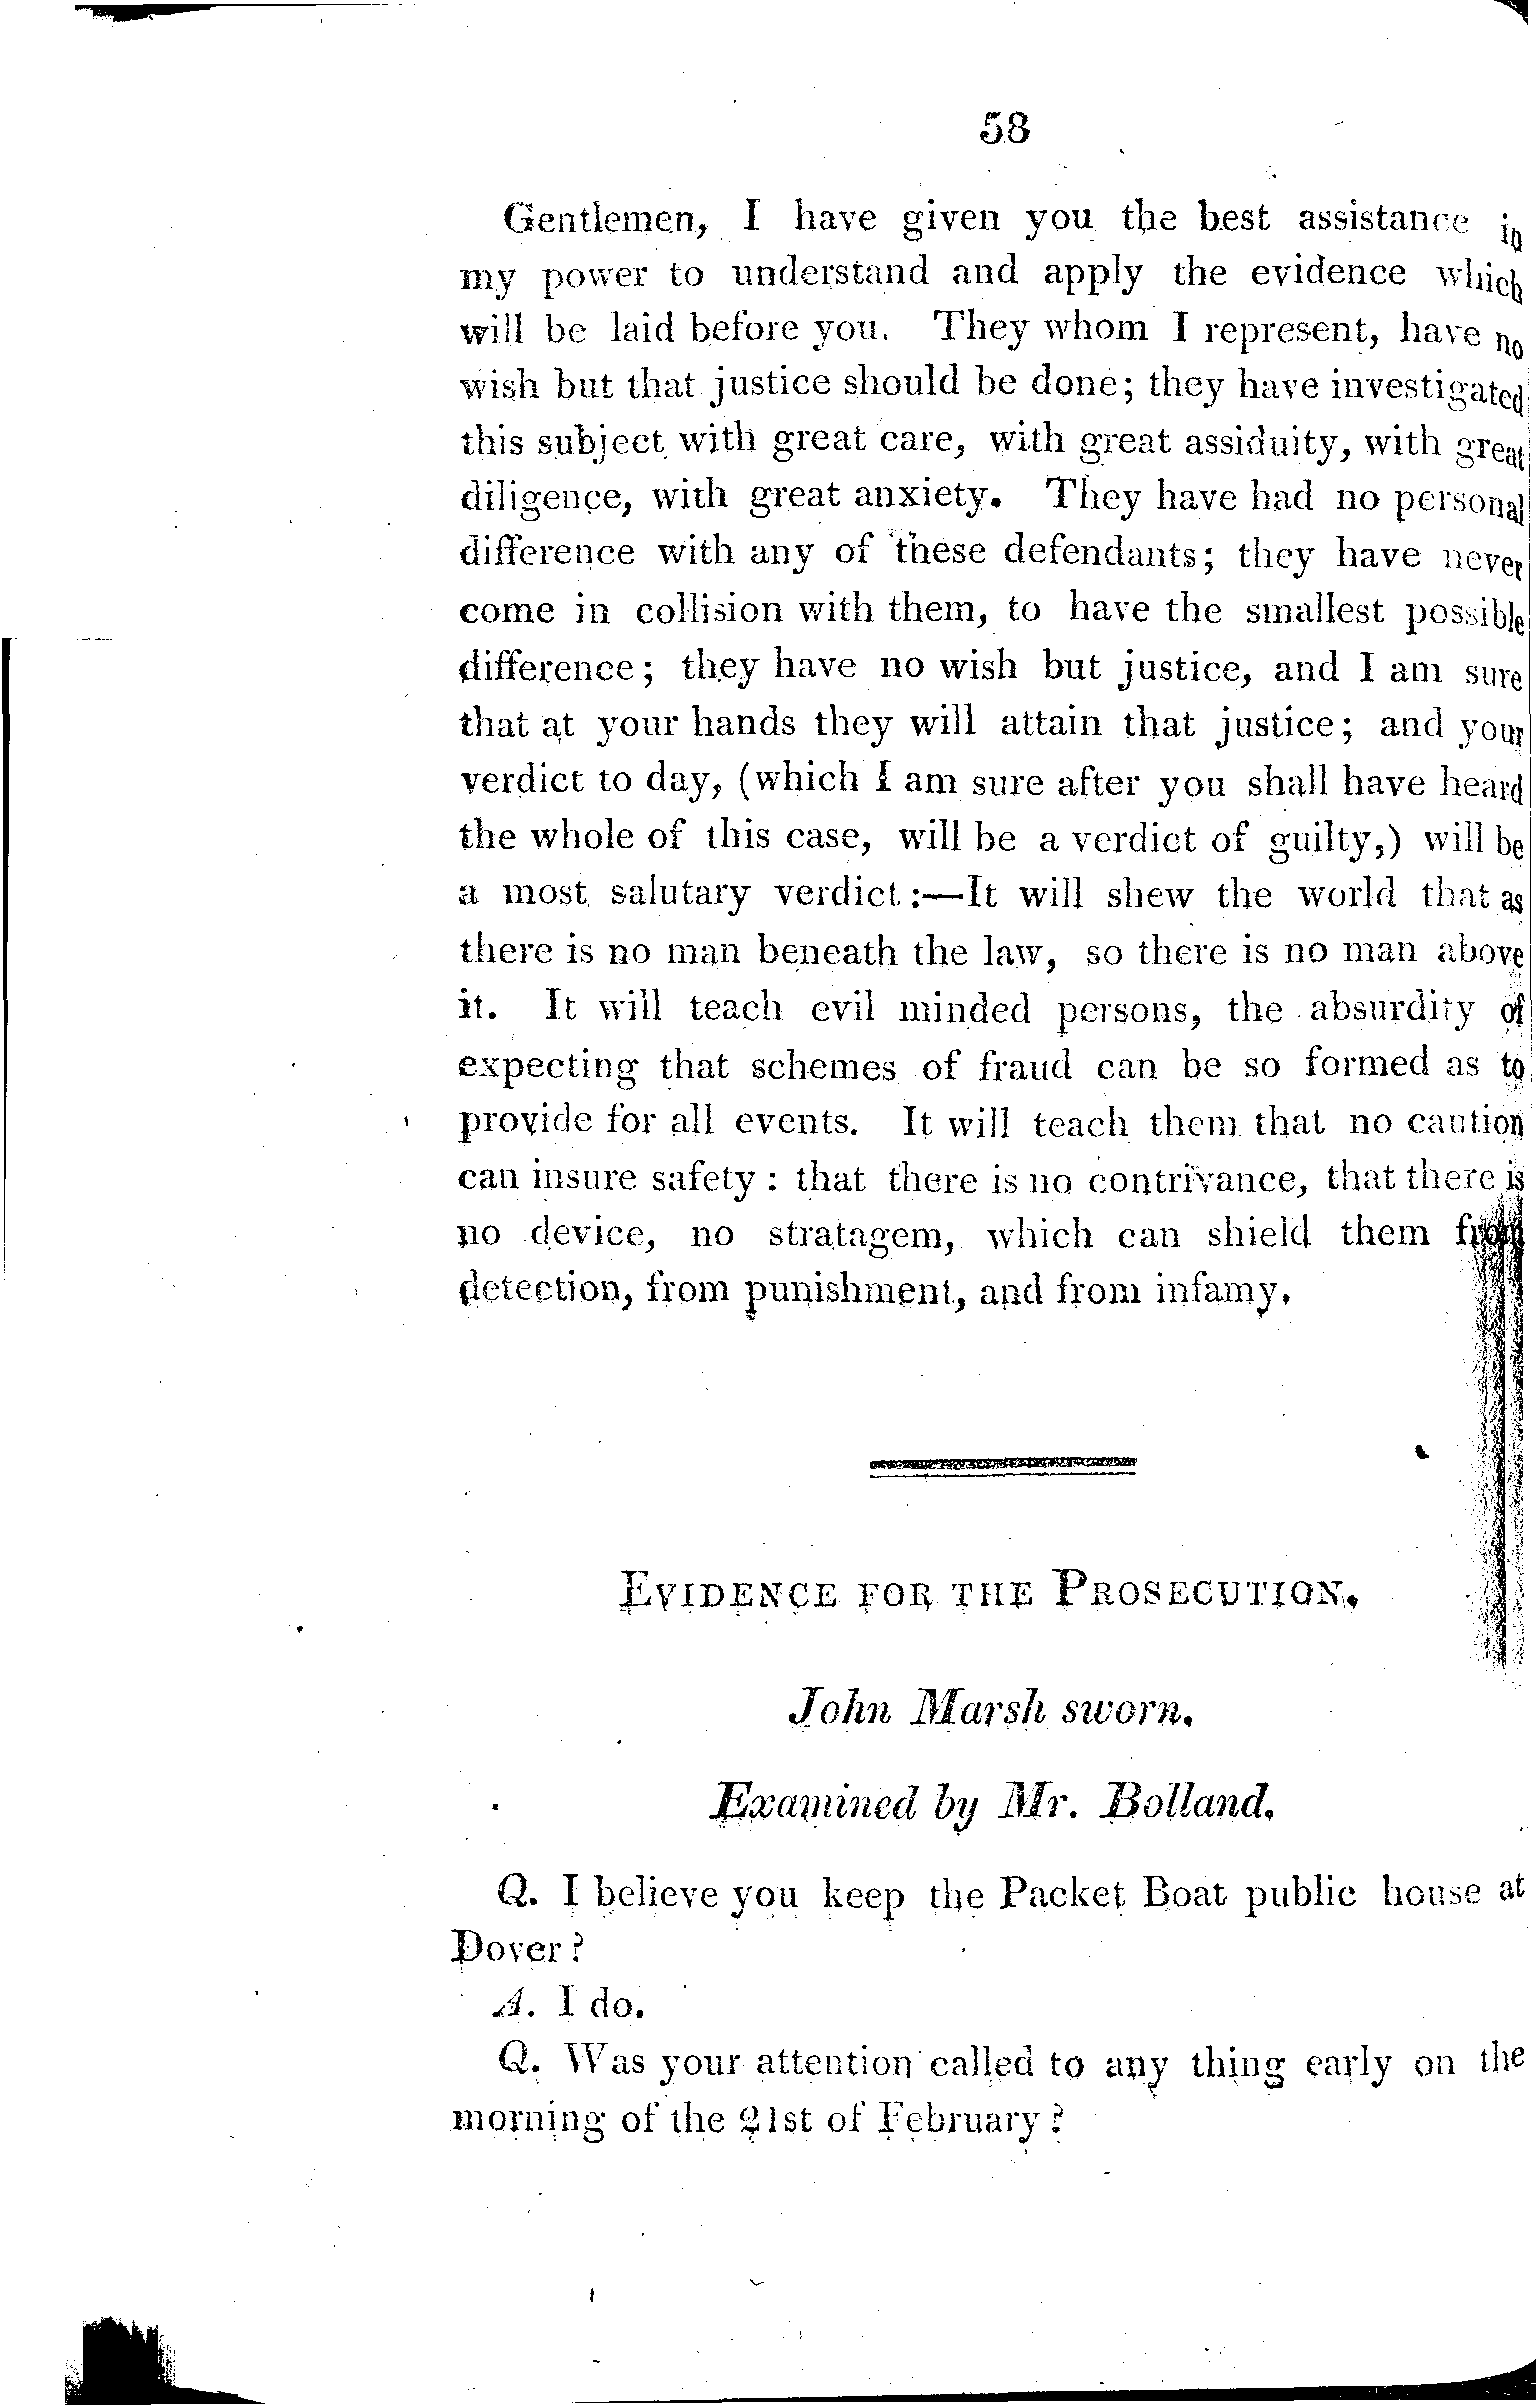 58
Gentlemen, I have given you the best assistance in
my power to understand and apply the evidence which
will be laid before you. They whom I represent, have no
wish but that justice should be done; they have investigated
this subject with great care, with great assiduity, with great
diligence, with great anxiety. They have had no personal
difference with any of these defendants; they have never
come in collision with them, to have the smallest possible
difference; they have no wish but justice, and I am sure
that at your hands they will attain that justice; and your
verdict to day, (which I am sure after you shall have heard
the whole of this case, will be a verdict of guilty,) will be
a most salutary verdict:—It will shew the world that as
there is no man beneath the law, so there is no man above
it. It will teach evil minded persons, the absurdity of
expecting that schemes of fraud can be so formed as to
provide for all events. It will teach them that no caution
can insure safety: that there is no contrivance, that there is
no device, no stratagem, which can shield them from
detection, from punishment, and from infamy.
EVIDENCE FOR THE PROSECUTION.
John Marsh sworn.
Examined by Mr. Bolland.
Q. I believe you keep the Packet Boat public house at
Dover?
A. I do.
Q. Was your attention called to any thing early on the
morning of the 21st of February?